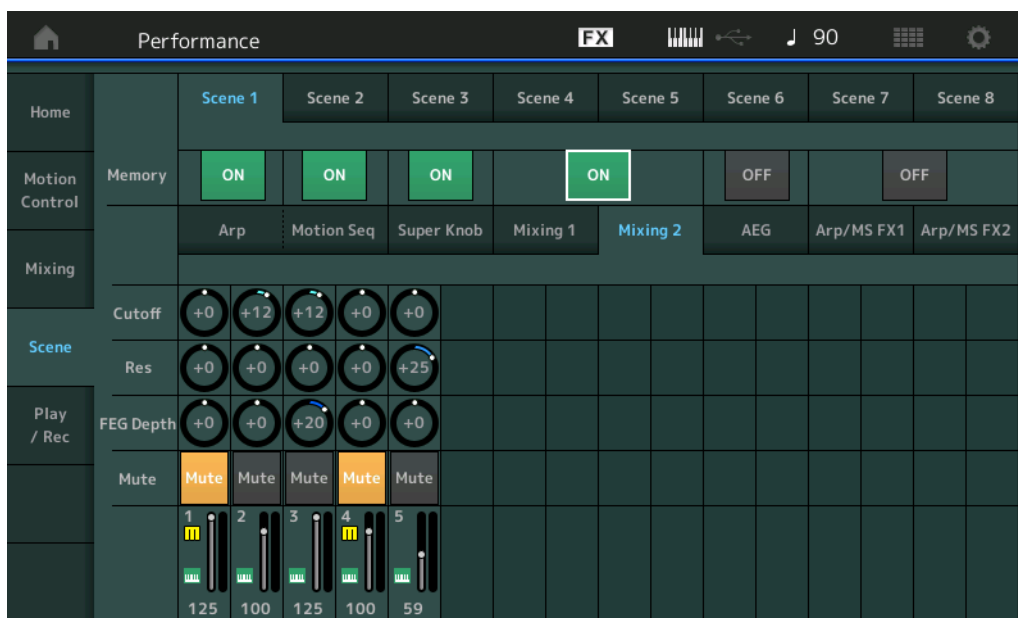 Performance FX 90
Home
Scene 1 Scene 2 Scene 3 Scene 4 Scene 5 Scene 6 Scene 7 Scene 8
Motion
Control
Memory ON ON ON ON OFF OFF
Arp Motion Seq Super Knob Mixing 1 Mixing 2 AEG Arp/MS FX1 Arp/MS FX2
Mixing
Cutoff +0 +12 +12 +0 +0
Scene
Res +0 +0 +0 +0 +25
Play
/ Rec
FEG Depth +0 +0 +20 +0 +0
Mute Mute Mute Mute Mute Mute
1 2 3 4 5
125 100 125 100 59